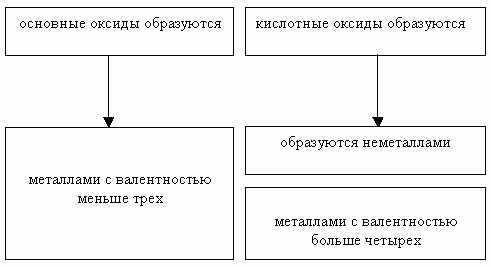 основные оксиды образуются
кислотные оксиды образуются
металлами с валентностью
меньше трех
образуются неметаллами
металлами с валентностью
больше четырех